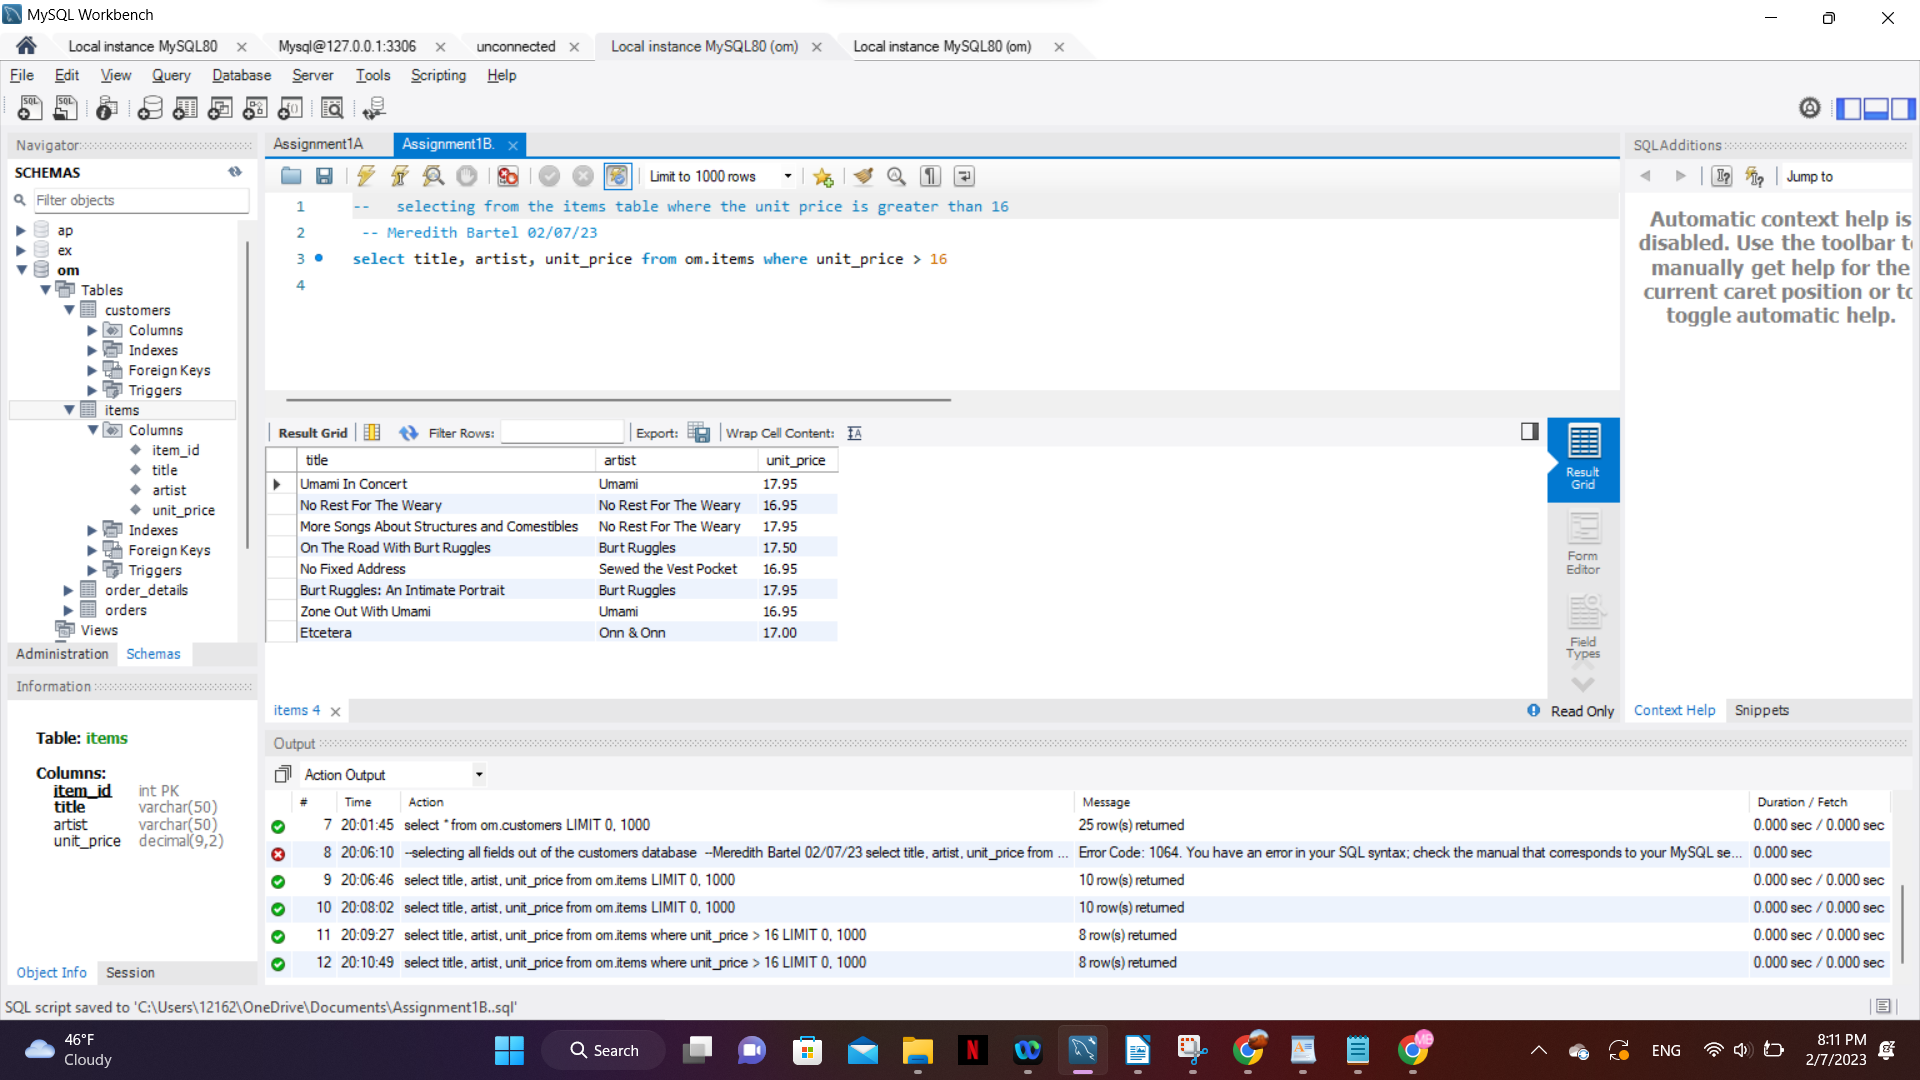 MySQL Workbench
Local instance MySQL80
Mysql@127.0.0.1:3306
unconnected
Local instance MySQL80 (om)
Local instance MySQL80 (om)
File Edit View Query Database Server Tools Scripting Help
Navigator
SCHEMAS
Filter objects
ap
ex
om
Tables
customers
Columns
Indexes
Foreign Keys
Triggers
items
Columns
item_id
title
artist
unit_price
Indexes
Foreign Keys
Triggers
order_details
orders
Views
Administration Schemas
Information
Table: items
Columns:
item_id int PK
title varchar(50)
artist varchar(50)
unit_price decimal(9,2)
Object Info Session
Assignment1A Assignment1B.
Limit to 1000 rows
1 -- selecting from the items table where the unit price is greater than 16
2 -- Meredith Bartel 02/07/23
3 select title, artist, unit_price from om.items where unit_price > 16
4
Result Grid Filter Rows: Export: Wrap Cell Content:
title artist unit_price
Umami In Concert Umami 17.95
No Rest For The Weary No Rest For The Weary 16.95
More Songs About Structures and Comestibles No Rest For The Weary 17.95
On The Road With Burt Ruggles Burt Ruggles 17.50
No Fixed Address Sewed the Vest Pocket 16.95
Burt Ruggles: An Intimate Portrait Burt Ruggles 17.95
Zone Out With Umami Umami 16.95
Etcetera Onn & Onn 17.00
Result
Grid
Form
Editor
Field
Types
items 4
Read Only
SQLAdditions
Jump to
Automatic context help is
disabled. Use the toolbar to
manually get help for the
current caret position or to
toggle automatic help.
Context Help Snippets
Output
Action Output
# Time Action Message Duration / Fetch
7 20:01:45 select * from om.customers LIMIT 0, 1000 25 row(s) returned 0.000 sec / 0.000 sec
8 20:06:10 --selecting all fields out of the customers database --Meredith Bartel 02/07/23 select title, artist, unit_price from ... Error Code: 1064. You have an error in your SQL syntax; check the manual that corresponds to your MySQL se... 0.000 sec
9 20:06:46 select title, artist, unit_price from om.items LIMIT 0, 1000 10 row(s) returned 0.000 sec / 0.000 sec
10 20:08:02 select title, artist, unit_price from om.items LIMIT 0, 1000 10 row(s) returned 0.000 sec / 0.000 sec
11 20:09:27 select title, artist, unit_price from om.items where unit_price > 16 LIMIT 0, 1000 8 row(s) returned 0.000 sec / 0.000 sec
12 20:10:49 select title, artist, unit_price from om.items where unit_price > 16 LIMIT 0, 1000 8 row(s) returned 0.000 sec / 0.000 sec
SQL script saved to 'C:\Users\12162\OneDrive\Documents\Assignment1B..sql'
46°F
Cloudy
Search
ENG
8:11 PM
2/7/2023